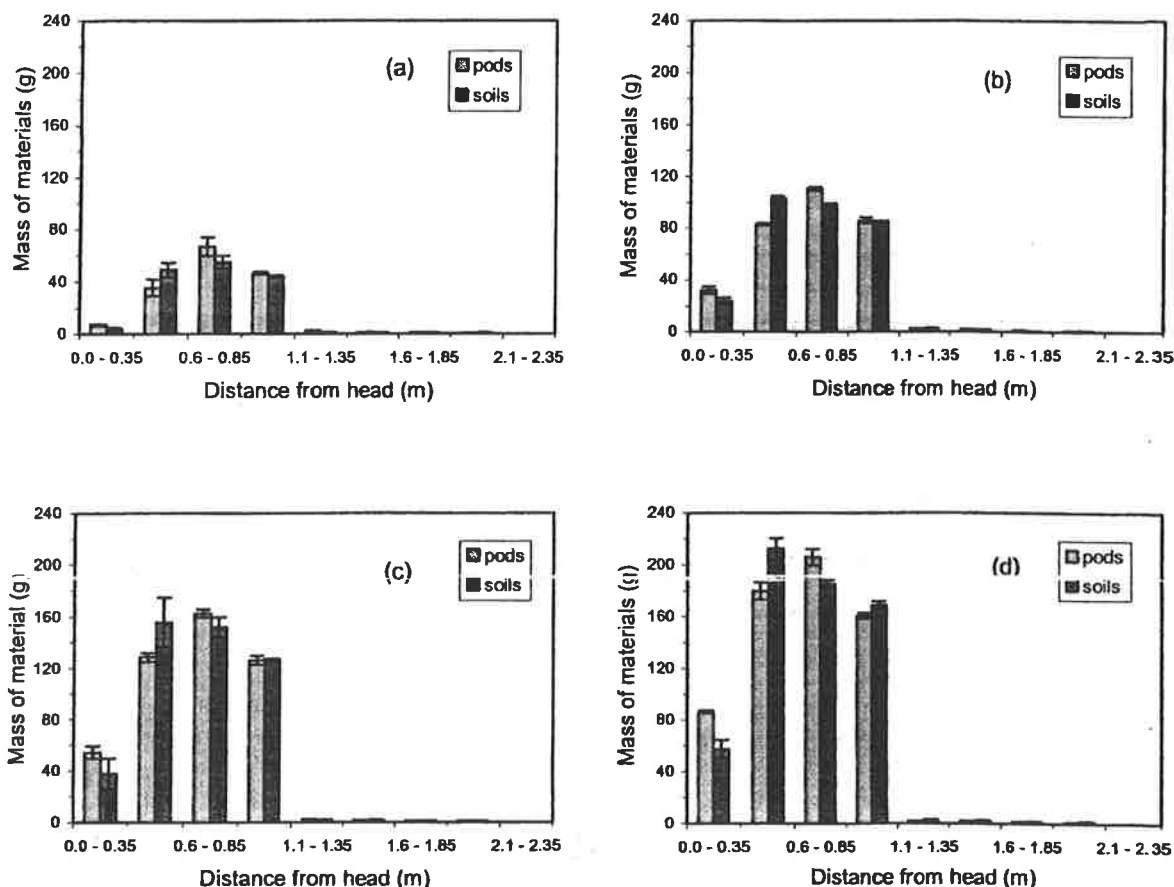 240
200
160
120
80
40
0
Mass of materials (g)
(a)
pods
soils
0.0 - 0.35
0.6 - 0.85
1.1 - 1.35
1.6 - 1.85
2.1 - 2.35
Distance from head (m)
240
200
160
120
80
40
0
Mass of materials (g)
(b)
pods
soils
0.0 - 0.35
0.6 - 0.85
1.1 - 1.35
1.6 - 1.85
2.1 - 2.35
Distance from head (m)
240
200
160
120
80
40
0
Mass of material (g)
(c)
pods
soils
0.0 - 0.35
0.6 - 0.85
1.1 - 1.35
1.6 - 1.85
2.1 - 2.35
Distance from head (m)
240
200
160
120
80
40
0
Mass of materials (g)
(d)
pods
soils
0.0 - 0.35
0.6 - 0.85
1.1 - 1.35
1.6 - 1.85
2.1 - 2.35
Distance from head (m)